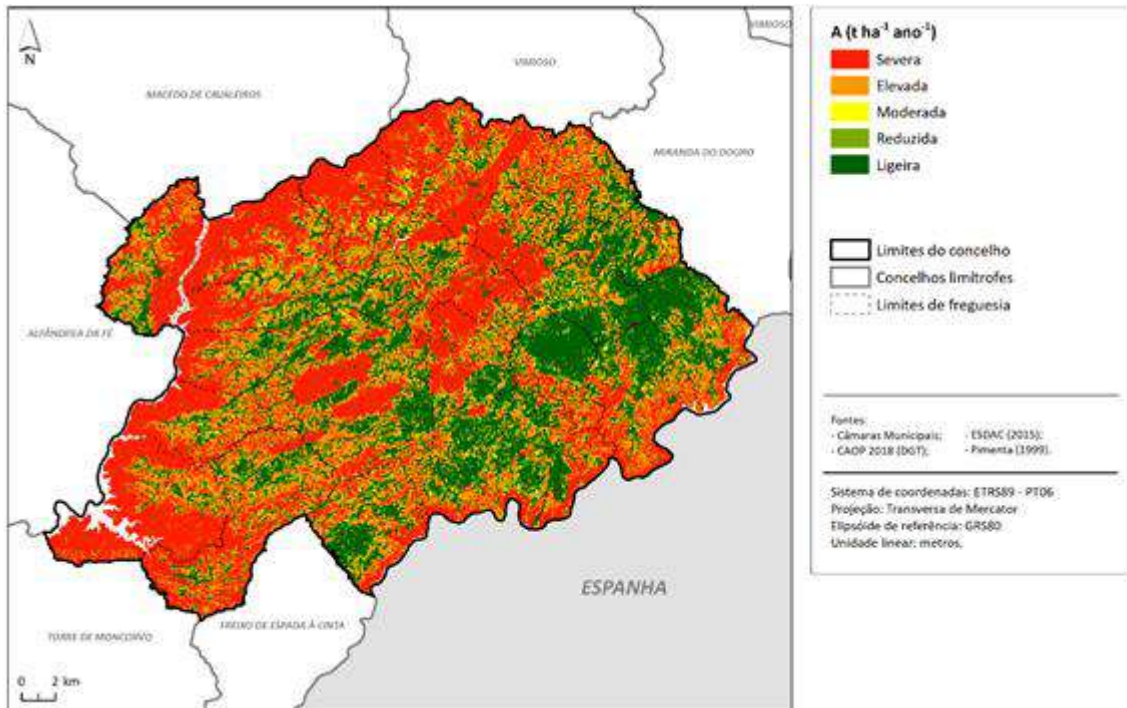 VIMIOSO
VIMIOSO
MACEDO DE CAVALEIROS
MIRANDA DO DOURO
ALFÂNDEGA DA FÉ
ESPANHA
TORRE DE MONCORVO
FREIXO DE ESPADA À CINTA
N
0 2 km
A (t ha⁻¹ ano⁻¹)
Severa
Elevada
Moderada
Reduzida
Ligeira
Limites do concelho
Concelhos limítrofes
Limites de freguesia
Fontes:
- Câmaras Municipais; - ESDAC (2015);
- CAOP 2018 (DGT); - Pimenta (1999).
Sistema de coordenadas: ETRS89 - PT06
Projeção: Transversa de Mercator
Elipsóide de referência: GRS80
Unidade linear: metros.